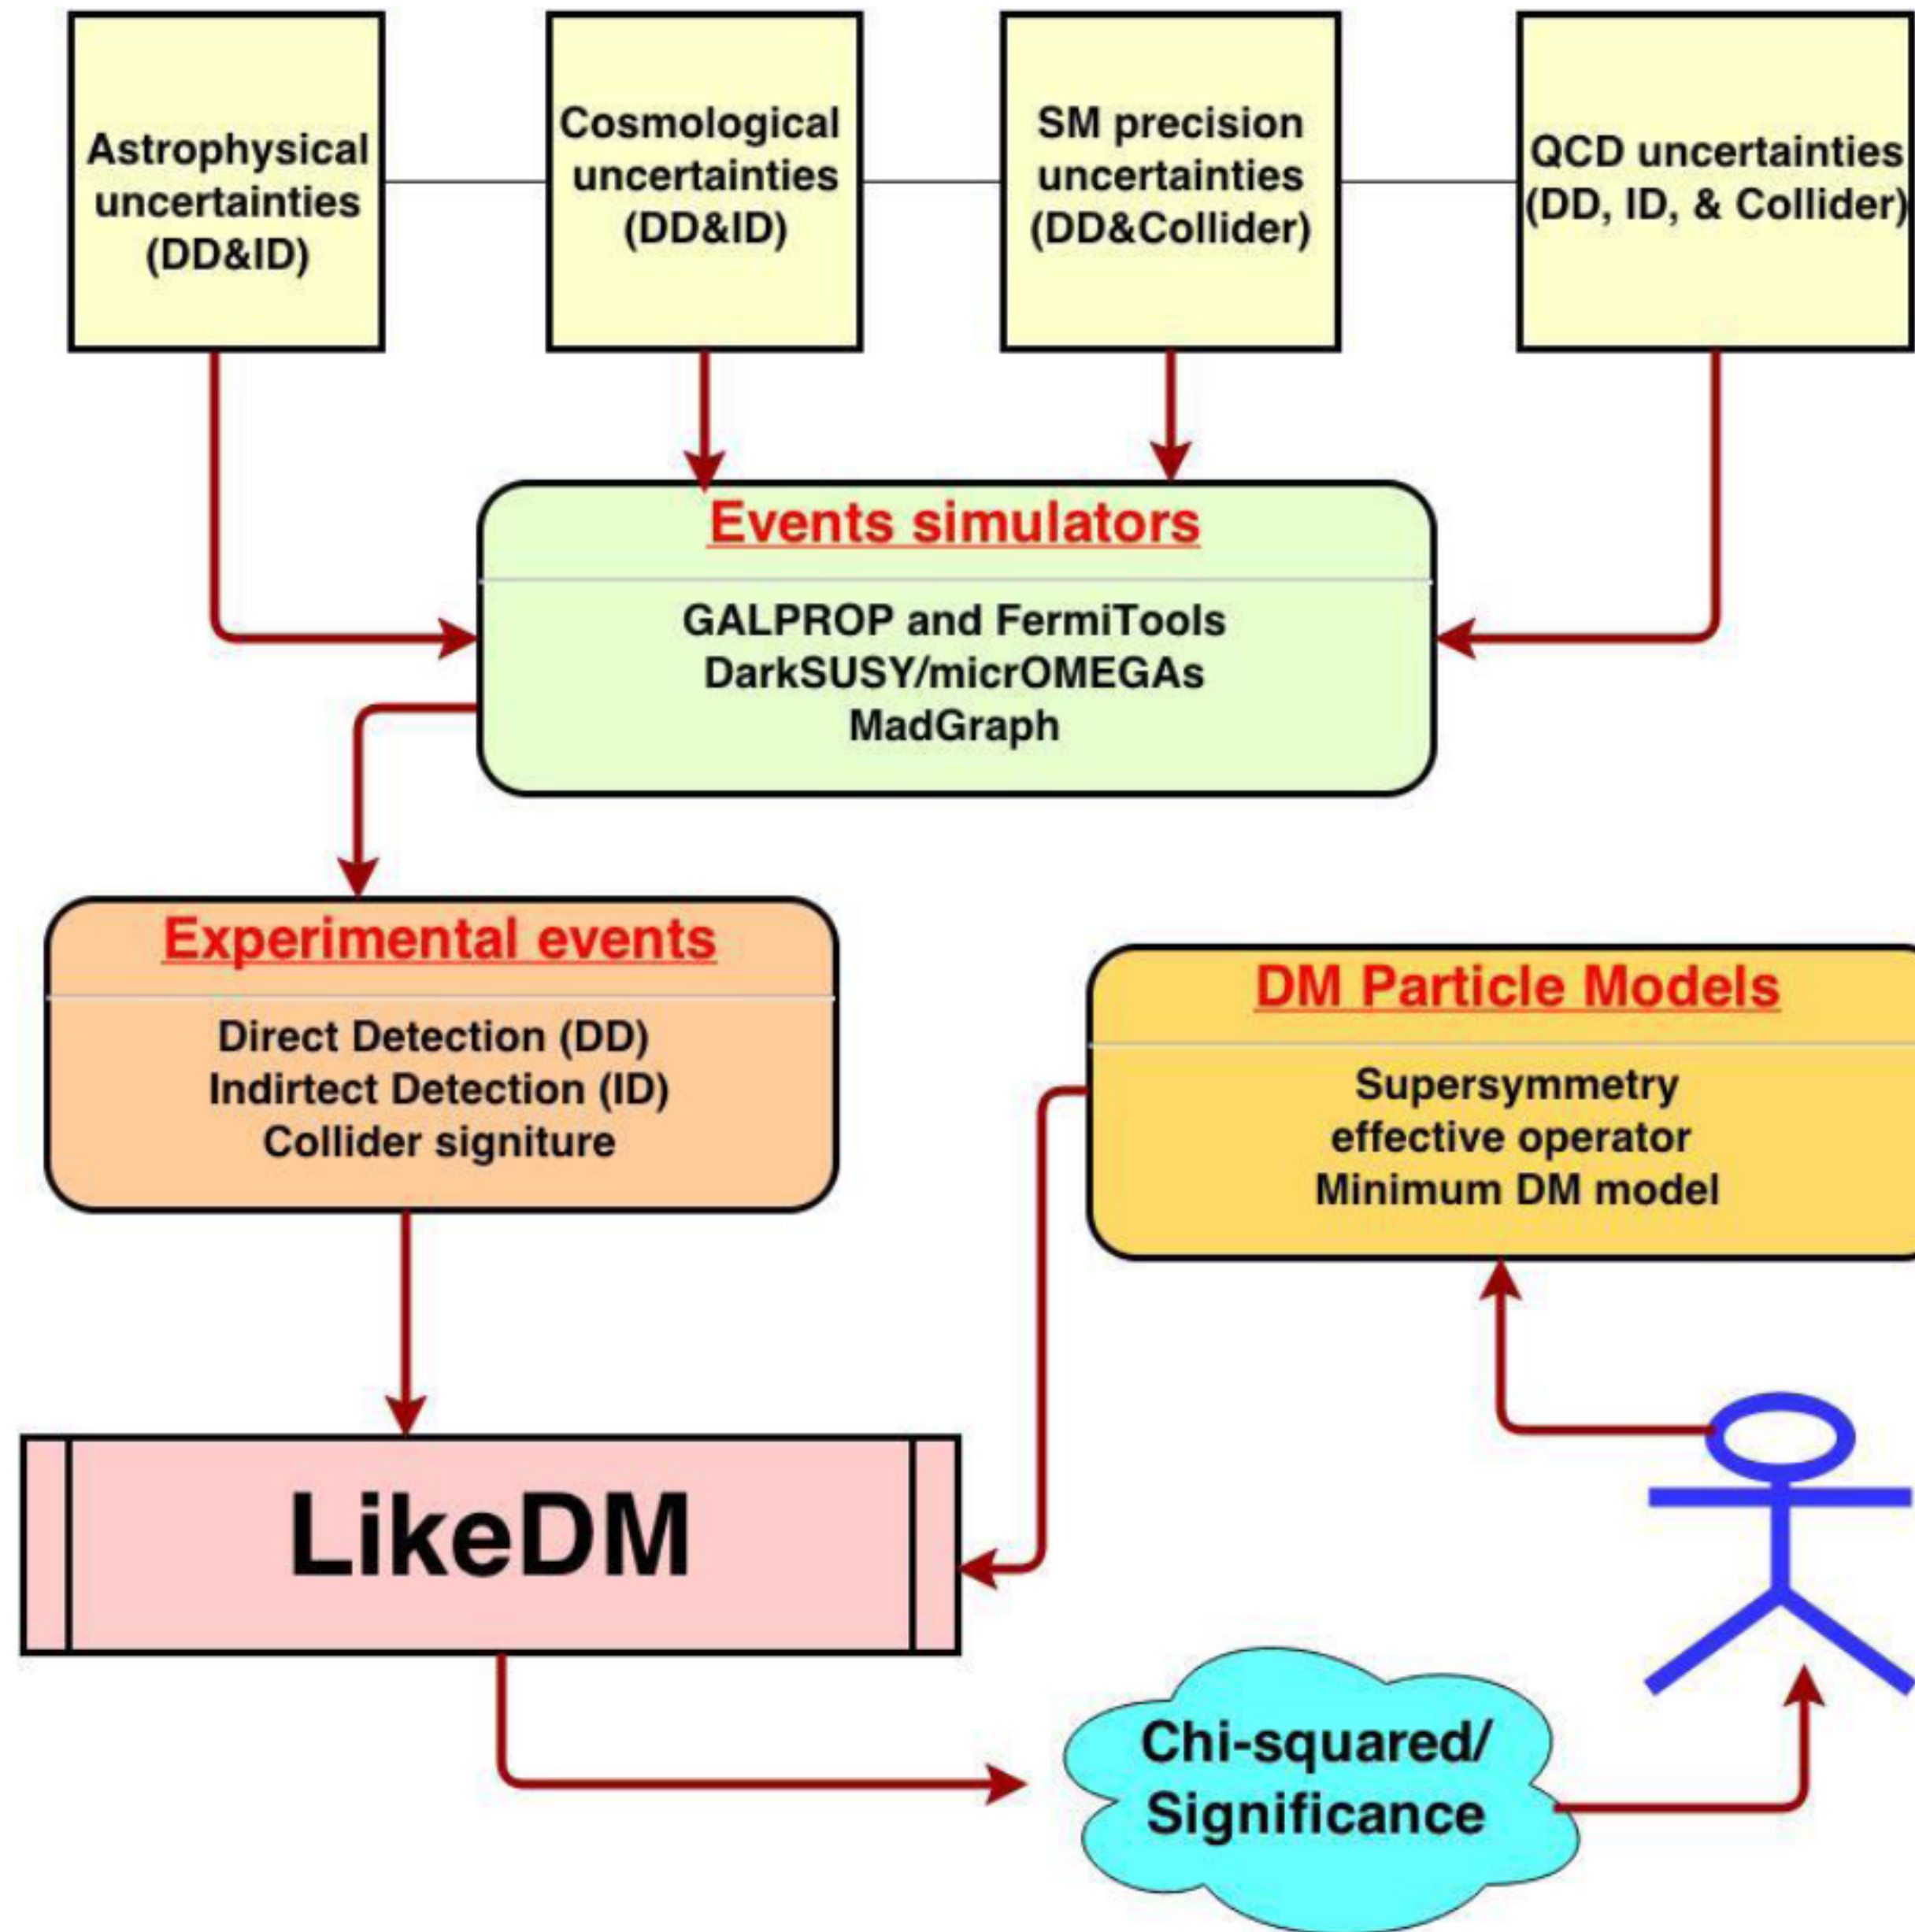 Astrophysical
uncertainties
(DD&ID)
Cosmological
uncertainties
(DD&ID)
SM precision
uncertainties
(DD&Collider)
QCD uncertainties
(DD, ID, & Collider)
Events simulators
GALPROP and FermiTools
DarkSUSY/micrOMEGAs
MadGraph
Experimental events
Direct Detection (DD)
Indirtect Detection (ID)
Collider signiture
DM Particle Models
Supersymmetry
effective operator
Minimum DM model
LikeDM
Chi-squared/
Significance